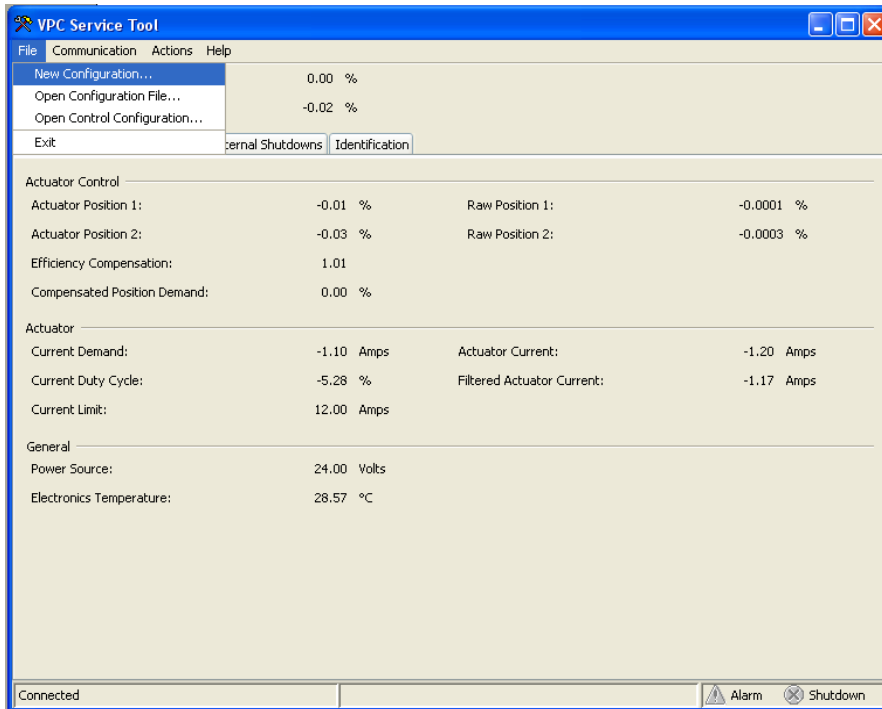 VPC Service Tool
File Communication Actions Help
New Configuration... 0.00 %
Open Configuration File...
-0.02 %
Open Control Configuration...
Exit ternal Shutdowns Identification
Actuator Control
Actuator Position 1: -0.01 % Raw Position 1: -0.0001 %
Actuator Position 2: -0.03 % Raw Position 2: -0.0003 %
Efficiency Compensation: 1.01
Compensated Position Demand: 0.00 %
Actuator
Current Demand: -1.10 Amps Actuator Current: -1.20 Amps
Current Duty Cycle: -5.28 % Filtered Actuator Current: -1.17 Amps
Current Limit: 12.00 Amps
General
Power Source: 24.00 Volts
Electronics Temperature: 28.57 °C
Connected Alarm Shutdown